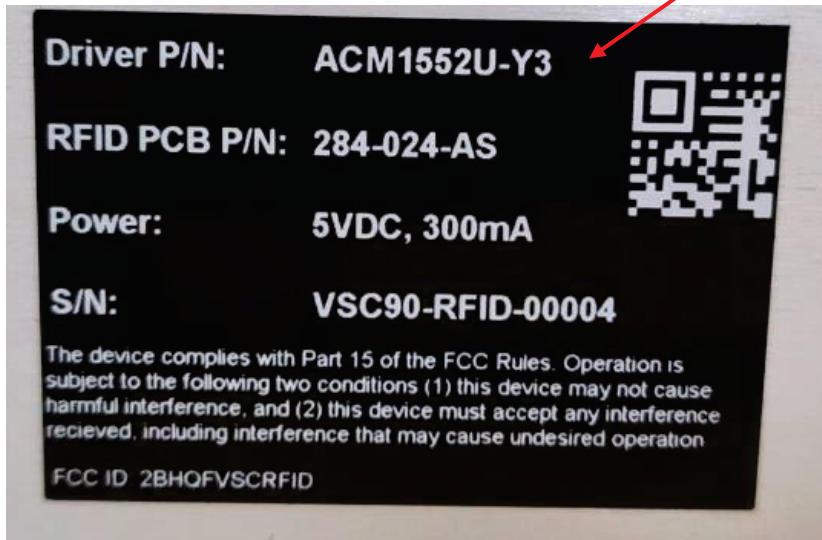 Driver P/N: ACM1552U-Y3
RFID PCB P/N: 284-024-AS
Power: 5VDC, 300mA
S/N: VSC90-RFID-00004
The device complies with Part 15 of the FCC Rules. Operation is
subject to the following two conditions (1) this device may not cause
harmful interference, and (2) this device must accept any interference
recieved, including interference that may cause undesired operation
FCC ID 2BHQFVSCRFID